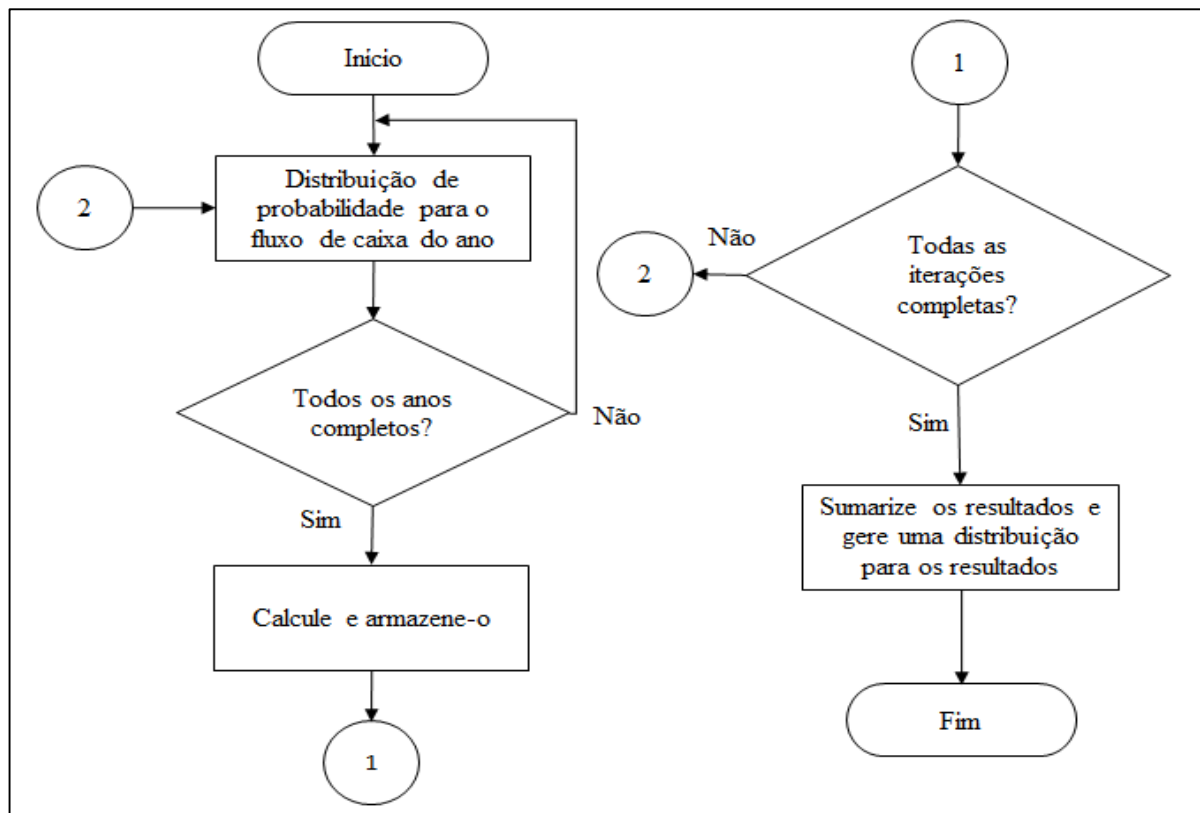 Início
2
Distribuição de
probabilidade para o
fluxo de caixa do ano
Todos os anos
completos?
Não
Sim
Calcule e armazene-o
1
1
Todas as
iterações
completas?
Não
2
Sim
Sumarize os resultados e
gere uma distribuição
para os resultados
Fim